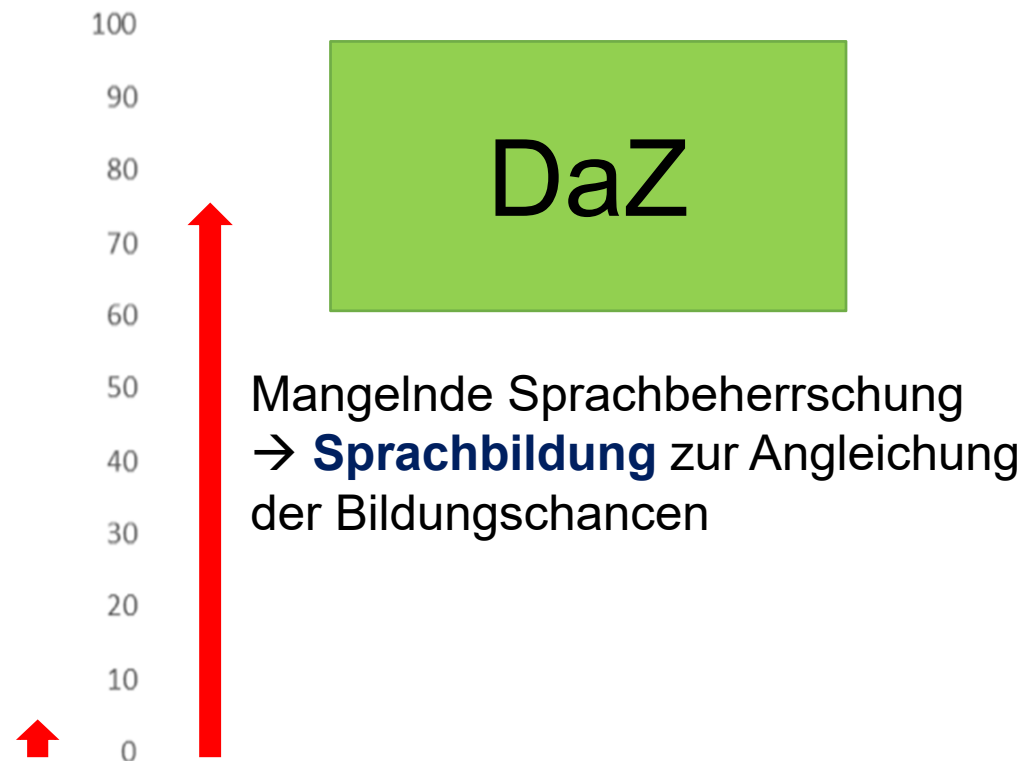 100
90
DaZ
80
70
60
50
Mangelnde Sprachbeherrschung
→ Sprachbildung zur Angleichung
40
der Bildungschancen
30
20
10
0